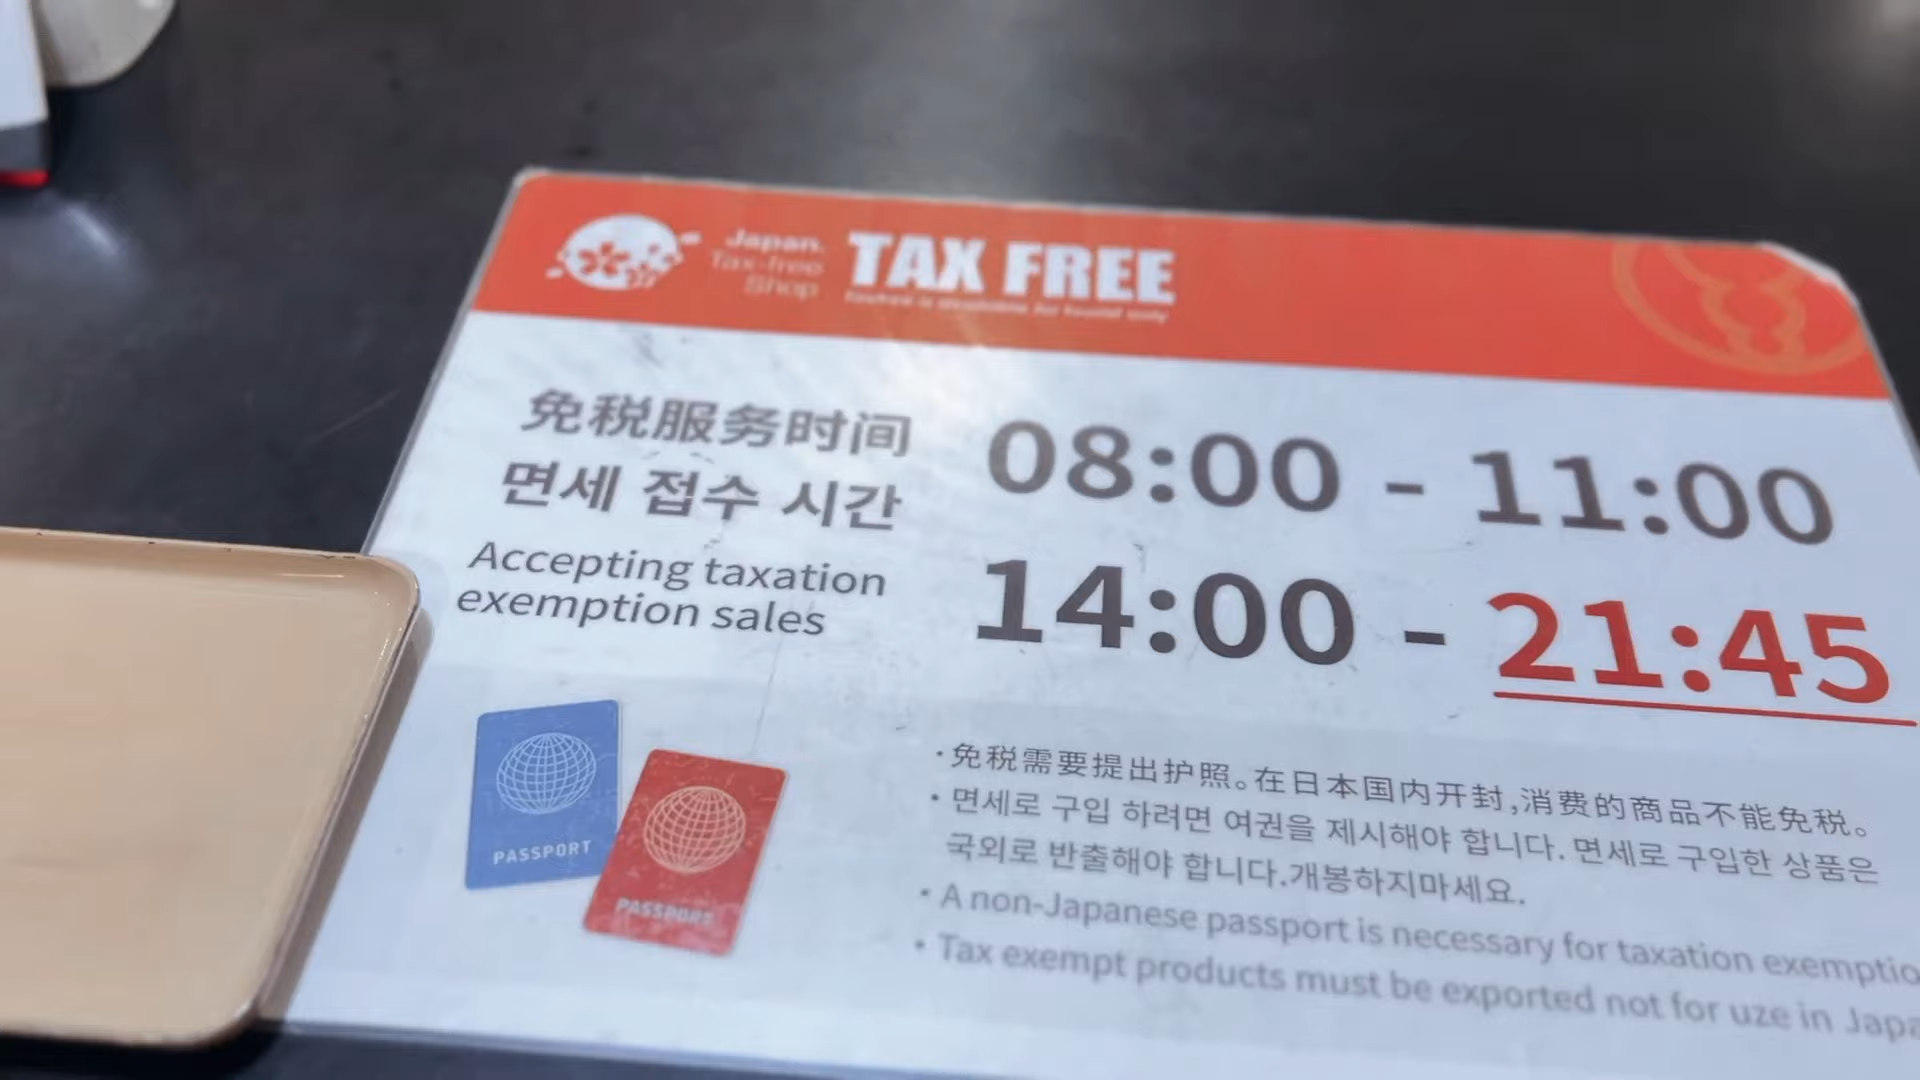 Japan.
Tax-free
Shop
TAX FREE
免税服务时间
면세 접수 시간
Accepting taxation
exemption sales
08:00 - 11:00
14:00 - 21:45
PASSPORT
PASSPORT
・免税需要提出护照。在日本国内开封,消费的商品不能免税。
・면세로 구입 하려면 여권을 제시해야 합니다. 면세로 구입한 상품은
국외로 반출해야 합니다.개봉하지마세요.
・A non-Japanese passport is necessary for taxation
・Tax exempt products must be exported not for uze in